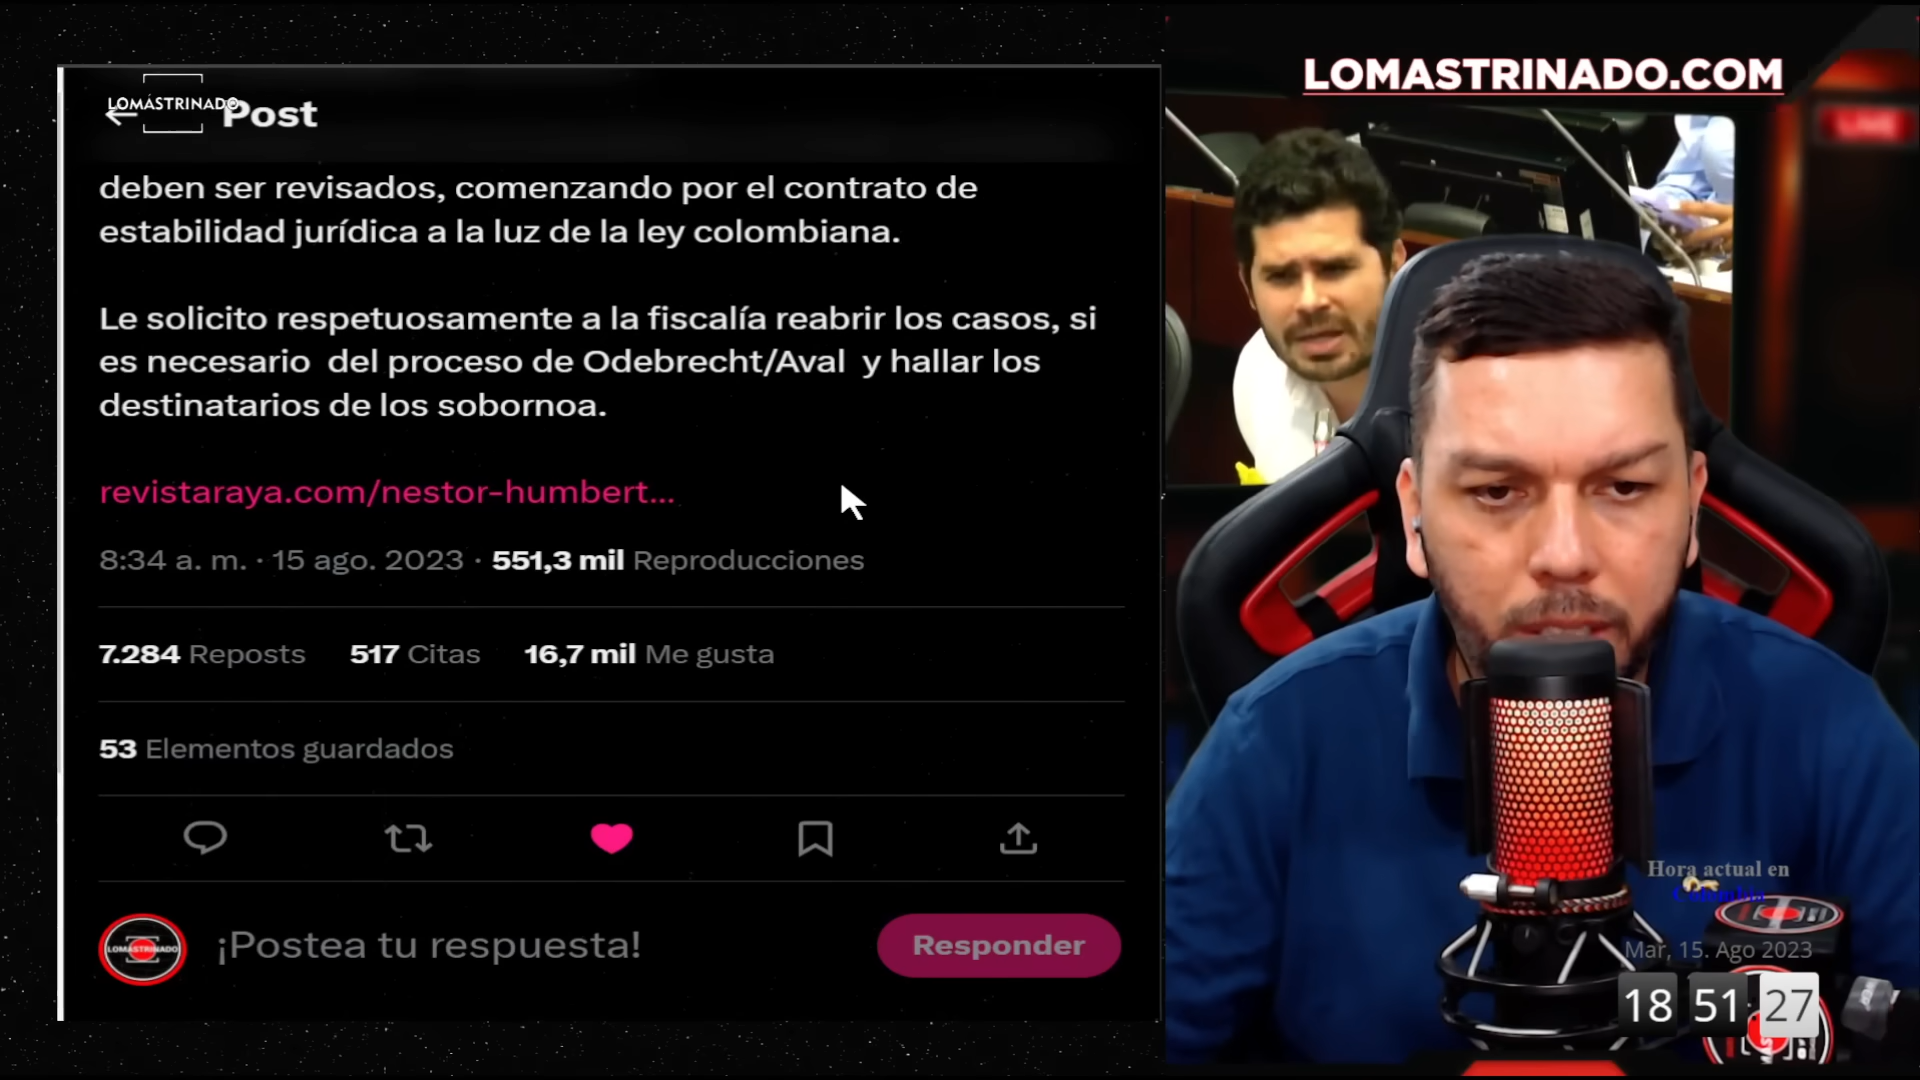 LOMASTRINADO.COM
LOMASTRINADO
Post
deben ser revisados, comenzando por el contrato de
estabilidad jurídica a la luz de la ley colombiana.
Le solicito respetuosamente a la fiscalía reabrir los casos, si
es necesario  del proceso de Odebrecht/Aval  y hallar los
destinatarios de los sobornoa.
revistaraya.com/nestor-humbert...
8:34 a. m. · 15 ago. 2023 · 551,3 mil Reproducciones
7.284 Reposts 517 Citas 16,7 mil Me gusta
53 Elementos guardados
LOMASTRINADO
¡Postea tu respuesta!
Responder
LIVE
Hora actual en
Colombia
Mar, 15. Ago 2023
18 51 27